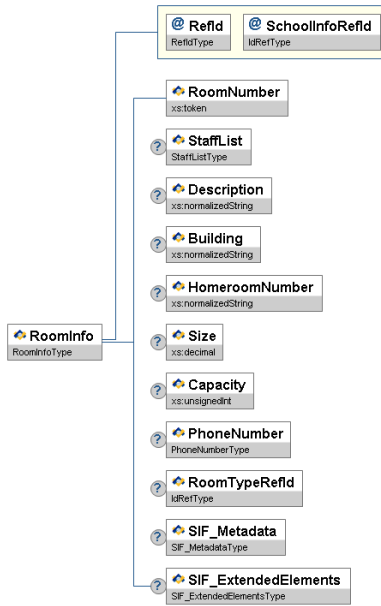 @ RefId
RefIdType
@ SchoolInfoRefId
IdRefType
RoomNumber
xs:token
? StaffList
StaffListType
? Description
xs:normalizedString
? Building
xs:normalizedString
? HomeroomNumber
xs:normalizedString
RoomInfo
RoomInfoType
? Size
xs:decimal
? Capacity
xs:unsignedInt
? PhoneNumber
PhoneNumberType
? RoomTypeRefId
IdRefType
? SIF_Metadata
SIF_MetadataType
? SIF_ExtendedElements
SIF_ExtendedElementsType